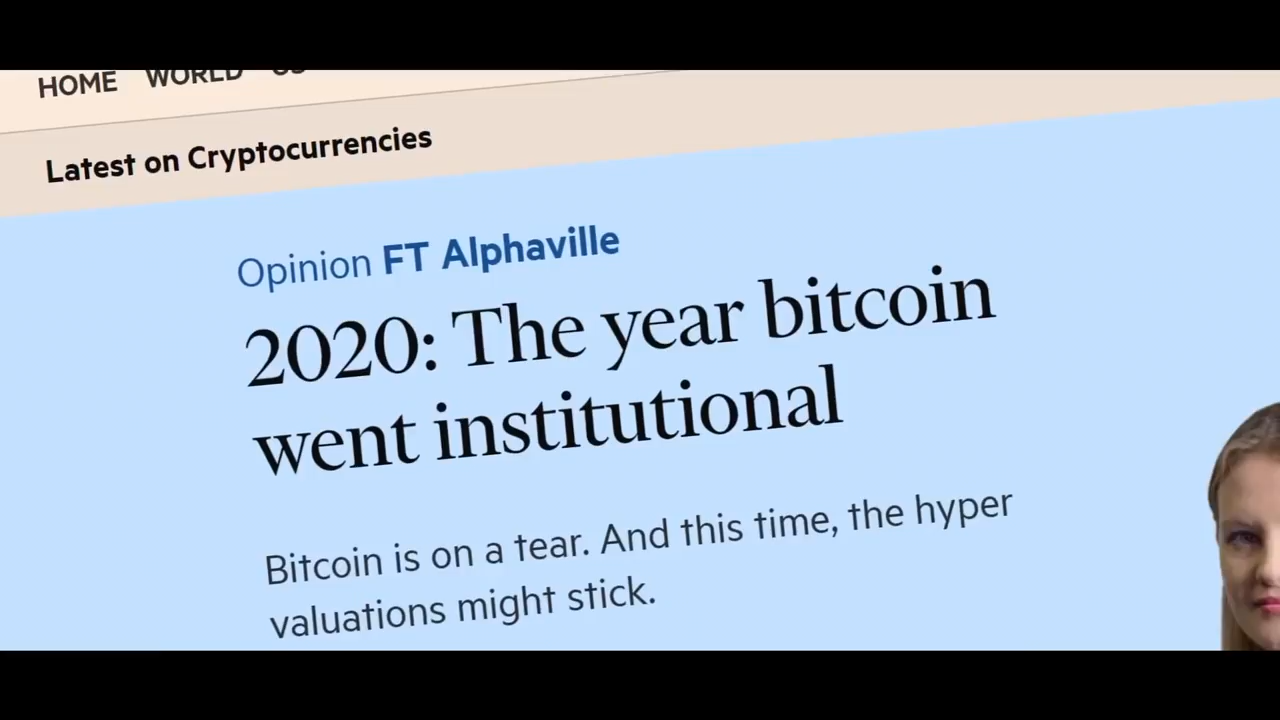 HOME WORLD US
Latest on Cryptocurrencies
Opinion FT Alphaville
2020: The year bitcoin
went institutional
Bitcoin is on a tear. And this time, the hyper
valuations might stick.